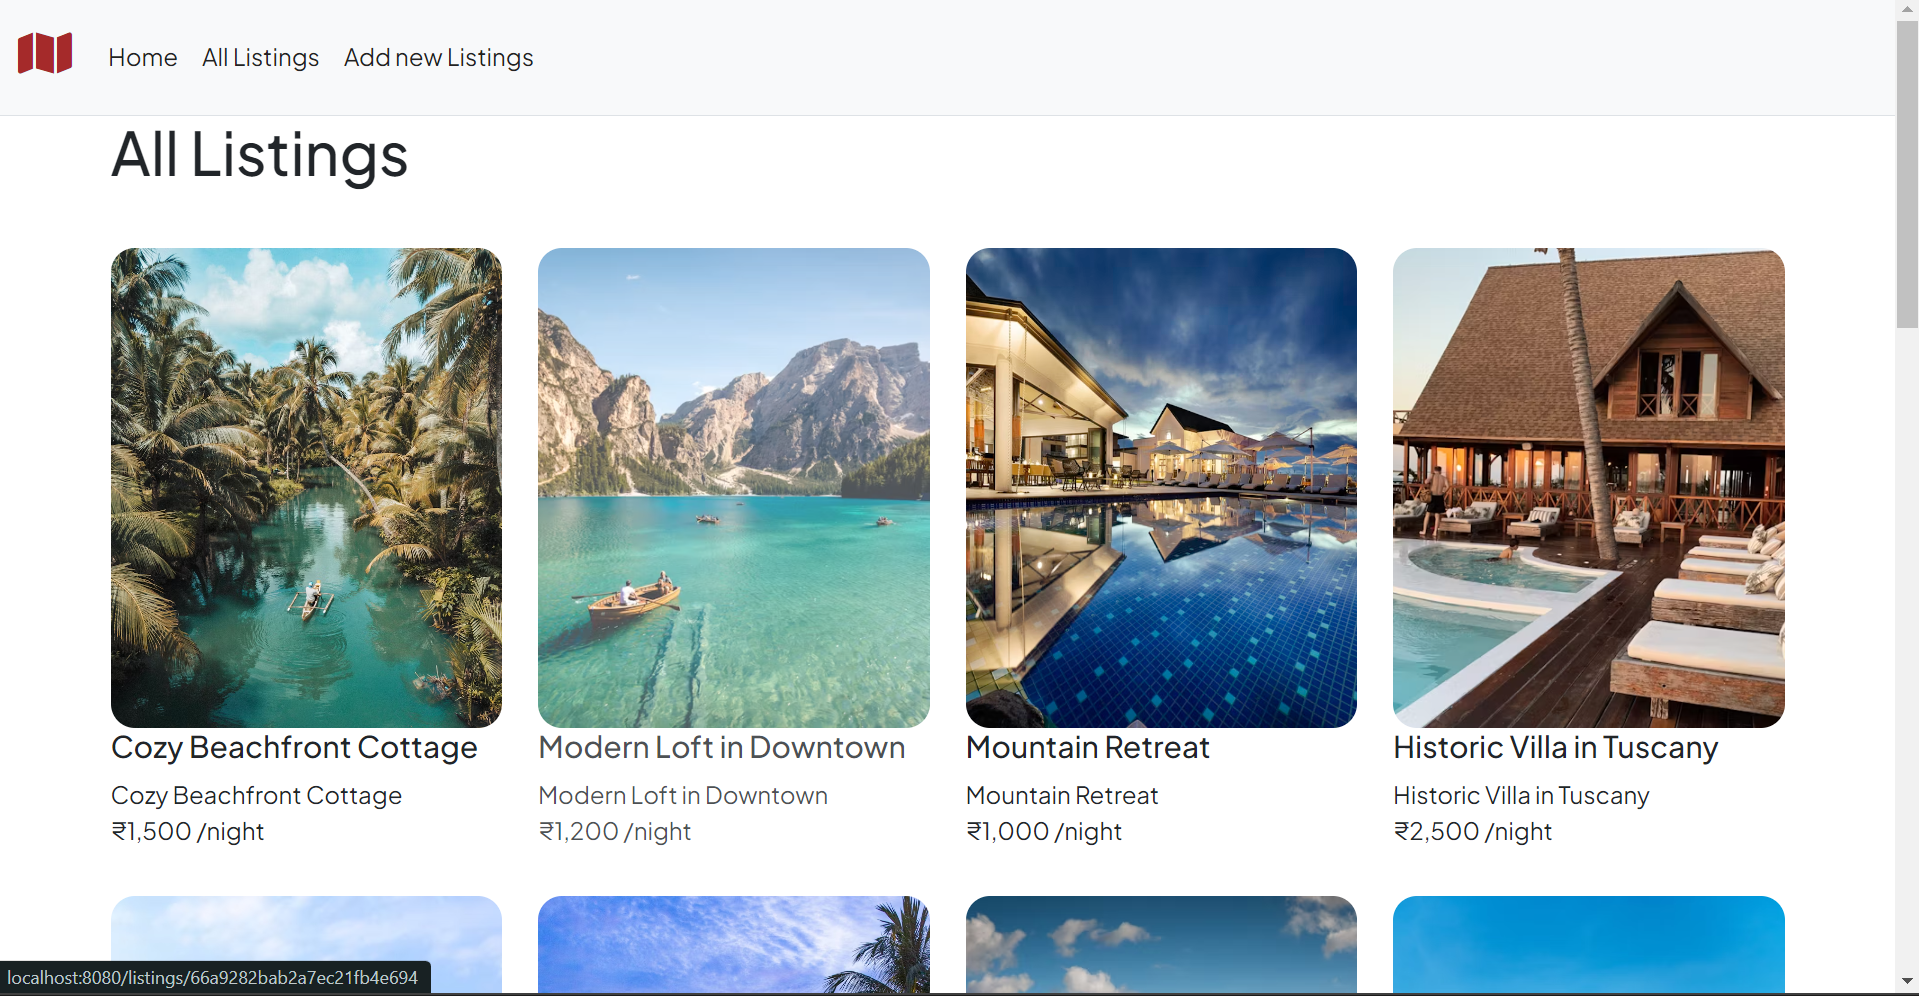 Home All Listings Add new Listings
All Listings
Cozy Beachfront Cottage
Cozy Beachfront Cottage
₹1,500 /night
Modern Loft in Downtown
Modern Loft in Downtown
₹1,200 /night
Mountain Retreat
Mountain Retreat
₹1,000 /night
Historic Villa in Tuscany
Historic Villa in Tuscany
₹2,500 /night
localhost:8080/listings/66a9282bab2a7ec21fb4e694